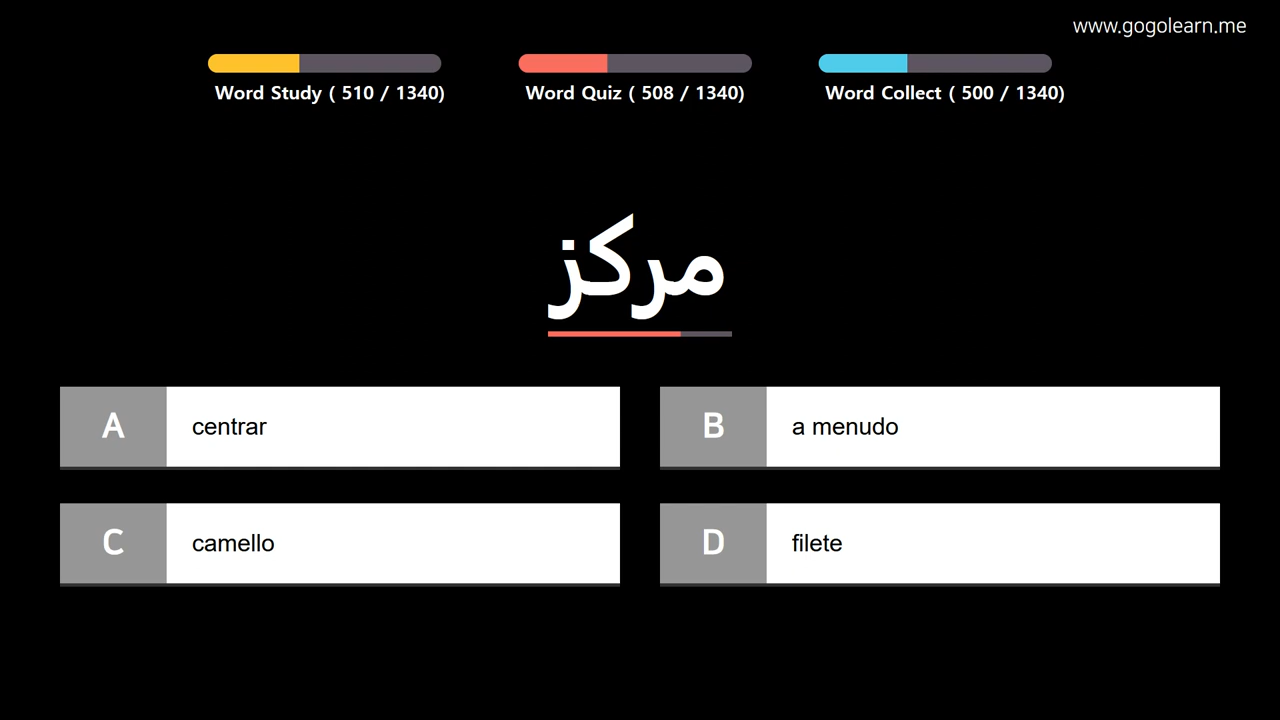 www.gogolearn.me
Word Study ( 510 / 1340)
Word Quiz ( 508 / 1340)
Word Collect ( 500 / 1340)
مركز
A centrar
B a menudo
C camello
D filete